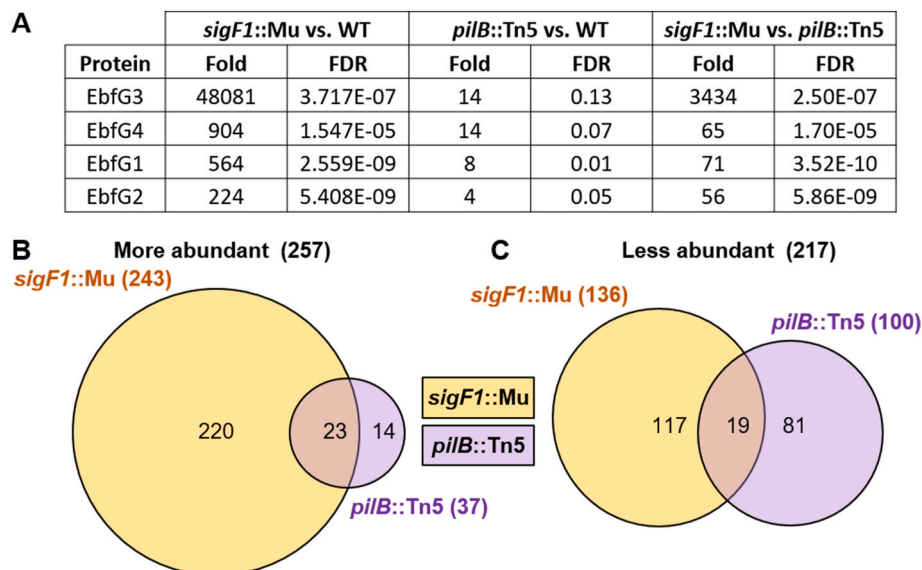 A
sigF1::Mu vs. WT pilB::Tn5 vs. WT sigF1::Mu vs. pilB::Tn5
Protein Fold FDR Fold FDR Fold FDR
EbfG3 48081 3.717E-07 14 0.13 3434 2.50E-07
EbfG4 904 1.547E-05 14 0.07 65 1.70E-05
EbfG1 564 2.559E-09 8 0.01 71 3.52E-10
EbfG2 224 5.408E-09 4 0.05 56 5.86E-09
B More abundant (257)
sigF1::Mu (243)
220 23 14
pilB::Tn5 (37)
sigF1::Mu
pilB::Tn5
C Less abundant (217)
sigF1::Mu (136)
pilB::Tn5 (100)
117 19 81